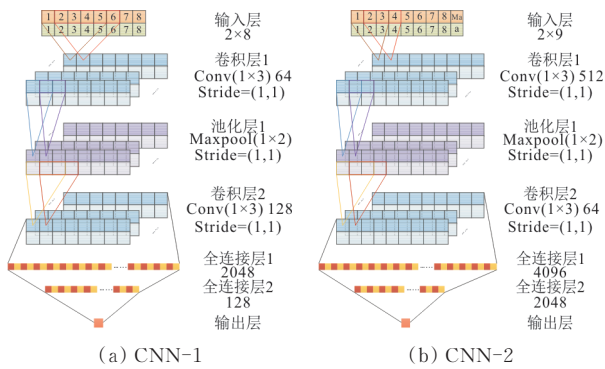 1 2 3 4 5 6 7 8
1 2 3 4 5 6 7 8
输入层
2×8
卷积层1
Conv(1×3) 64
Stride=(1,1)
池化层1
Maxpool(1×2)
Stride=(1,1)
卷积层2
Conv(1×3) 128
Stride=(1,1)
全连接层1
2048
全连接层2
128
输出层
(a) CNN-1
1 2 3 4 5 6 7 8 Ma
1 2 3 4 5 6 7 8 a
输入层
2×9
卷积层1
Conv(1×3) 512
Stride=(1,1)
池化层1
Maxpool(1×2)
Stride=(1,1)
卷积层2
Conv(1×3) 64
Stride=(1,1)
全连接层1
4096
全连接层2
2048
输出层
(b) CNN-2